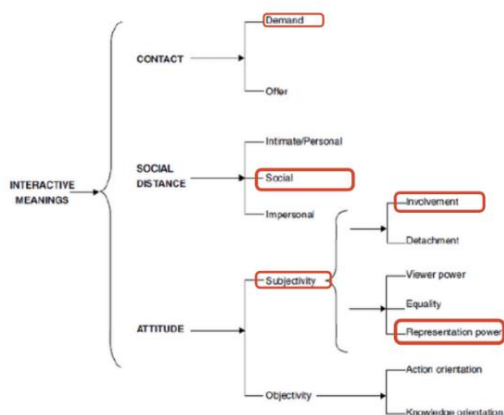 Demand
CONTACT
Offer
Intimate/Personal
SOCIAL
DISTANCE
Social
Impersonal
INTERACTIVE
MEANINGS
Involvement
Detachment
Subjectivity
Viewer power
Equality
Representation power
ATTITUDE
Action orientation
Objectivity
Knowledge orientation